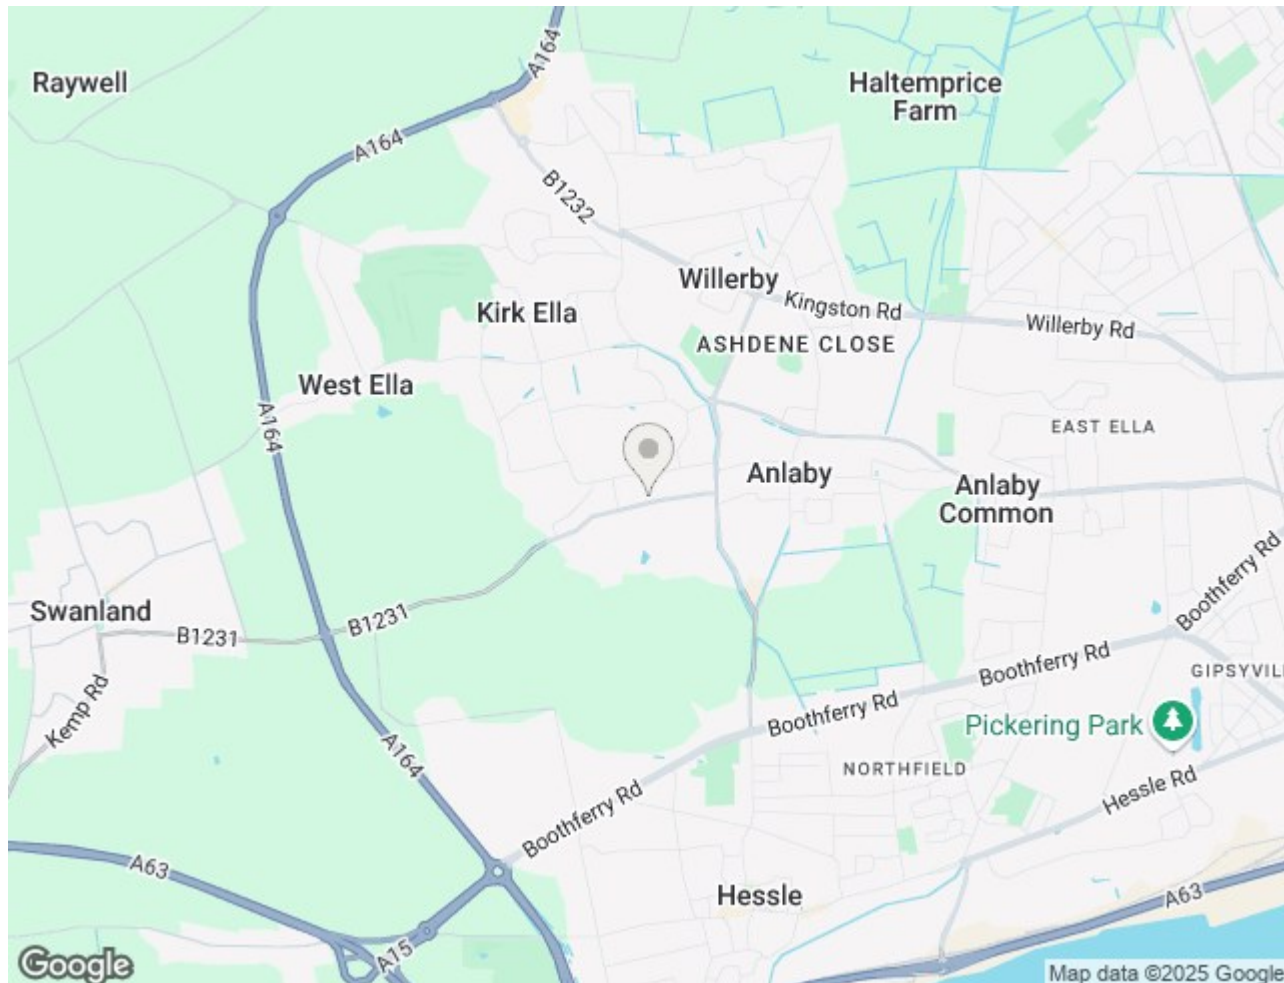 A164
Raywell
Haltemprice
Farm
A164
B1232
Willerby
Kingston Rd
Kirk Ella
Willerby Rd
ASHDENE CLOSE
West Ella
A164
EAST ELLA
Anlaby
Anlaby
Common
Boothferry Rd
Swanland
B1231
B1231
Boothferry Rd
GIPSYVIL
Kemp Rd
Boothferry Rd
Pickering Park
A164
NORTHFIELD
Hessle Rd
Boothferry Rd
A63
Hessle
A63
A15
Google
Map data ©2025 Google